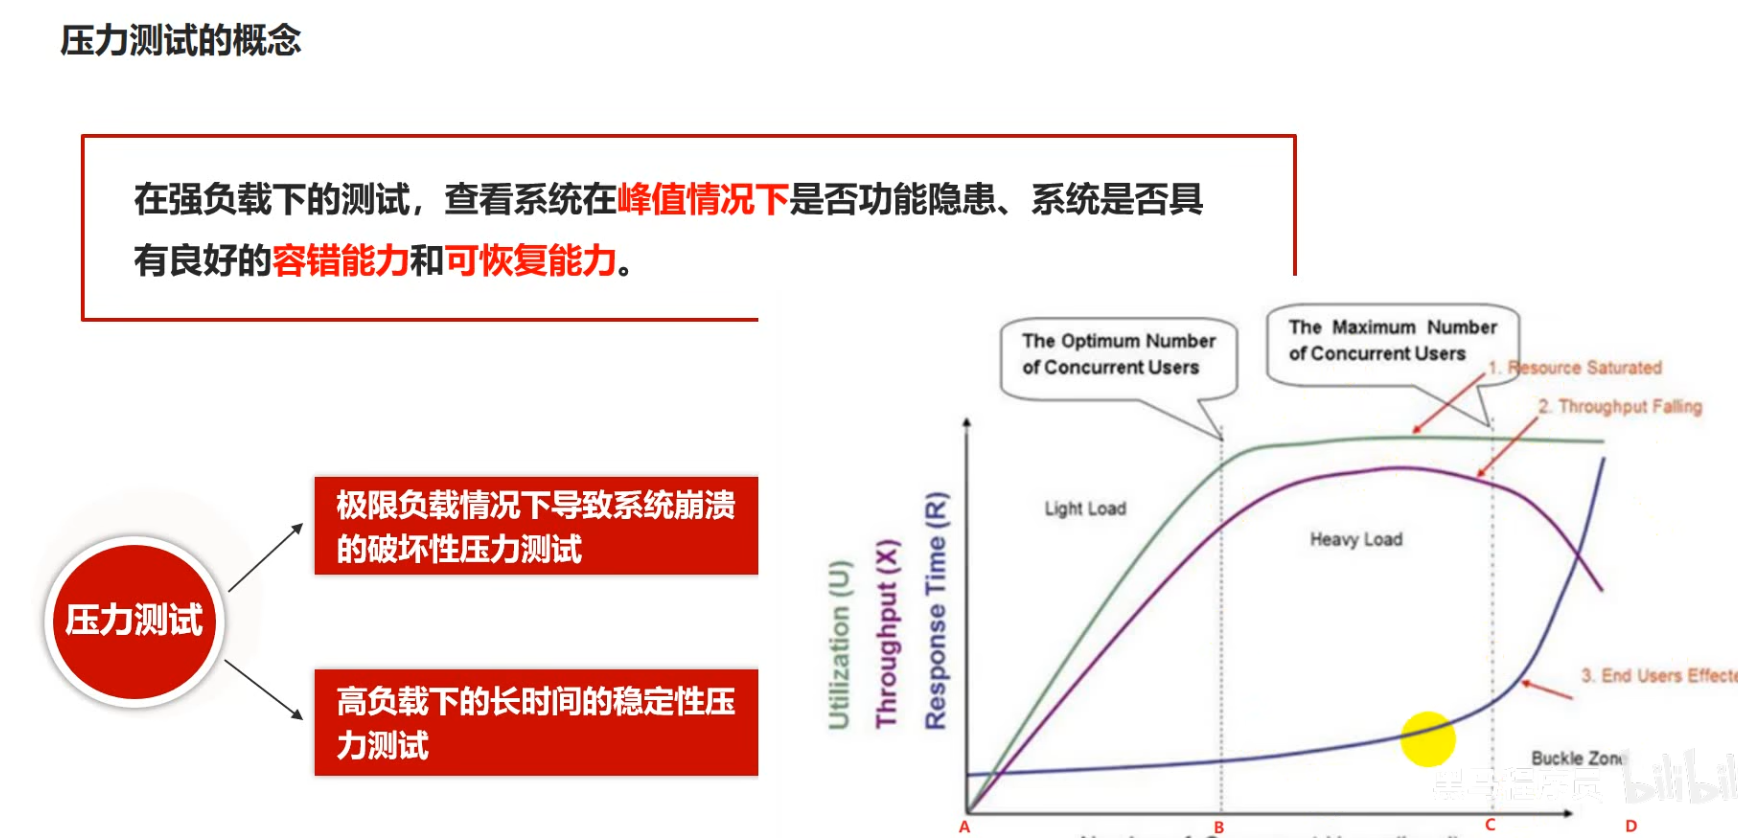 压力测试的概念
在强负载下的测试，查看系统在峰值情况下是否功能隐患、系统是否具
有良好的容错能力和可恢复能力。
压力测试
极限负载情况下导致系统崩溃
的破坏性压力测试
高负载下的长时间的稳定性压
力测试
The Optimum Number
of Concurrent Users
The Maximum Number
of Concurrent Users
1. Resource Saturated
2. Throughput Falling
Light Load
Heavy Load
Utilization (U)
Throughput (X)
Response Time (R)
3. End Users Effecte
Buckle Zone
黑马程序员
bilibili
A
B
C
D